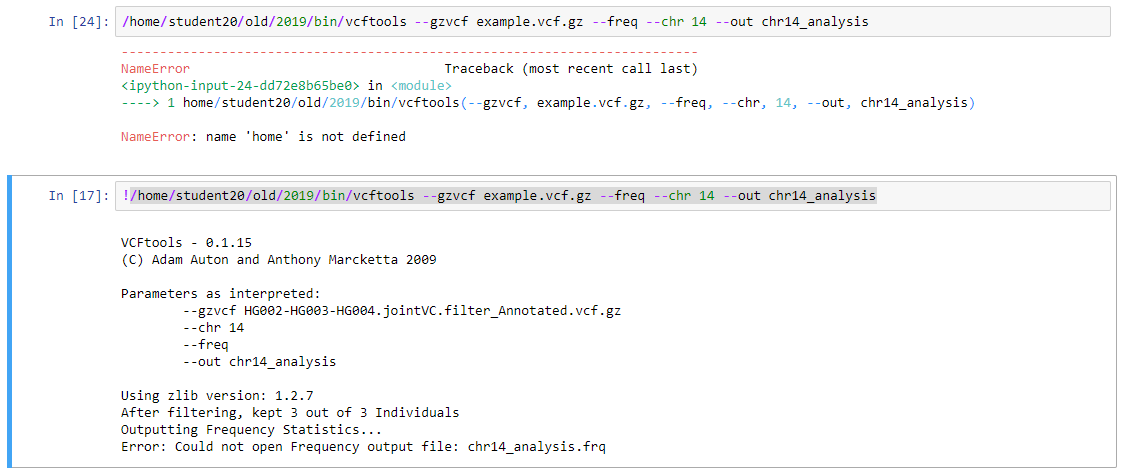 In [24]: /home/student20/old/2019/bin/vcftools --gzvcf example.vcf.gz --freq --chr 14 --out chr14_analysis
---------------------------------------------------------------------------
NameError                                 Traceback (most recent call last)
<ipython-input-24-dd72e8b65be0> in <module>
----> 1 home/student20/old/2019/bin/vcftools(--gzvcf, example.vcf.gz, --freq, --chr, 14, --out, chr14_analysis)
NameError: name 'home' is not defined
In [17]: !/home/student20/old/2019/bin/vcftools --gzvcf example.vcf.gz --freq --chr 14 --out chr14_analysis
VCFtools - 0.1.15
(C) Adam Auton and Anthony Marcketta 2009
Parameters as interpreted:
--gzvcf HG002-HG003-HG004.jointVC.filter_Annotated.vcf.gz
--chr 14
--freq
--out chr14_analysis
Using zlib version: 1.2.7
After filtering, kept 3 out of 3 Individuals
Outputting Frequency Statistics...
Error: Could not open Frequency output file: chr14_analysis.frq